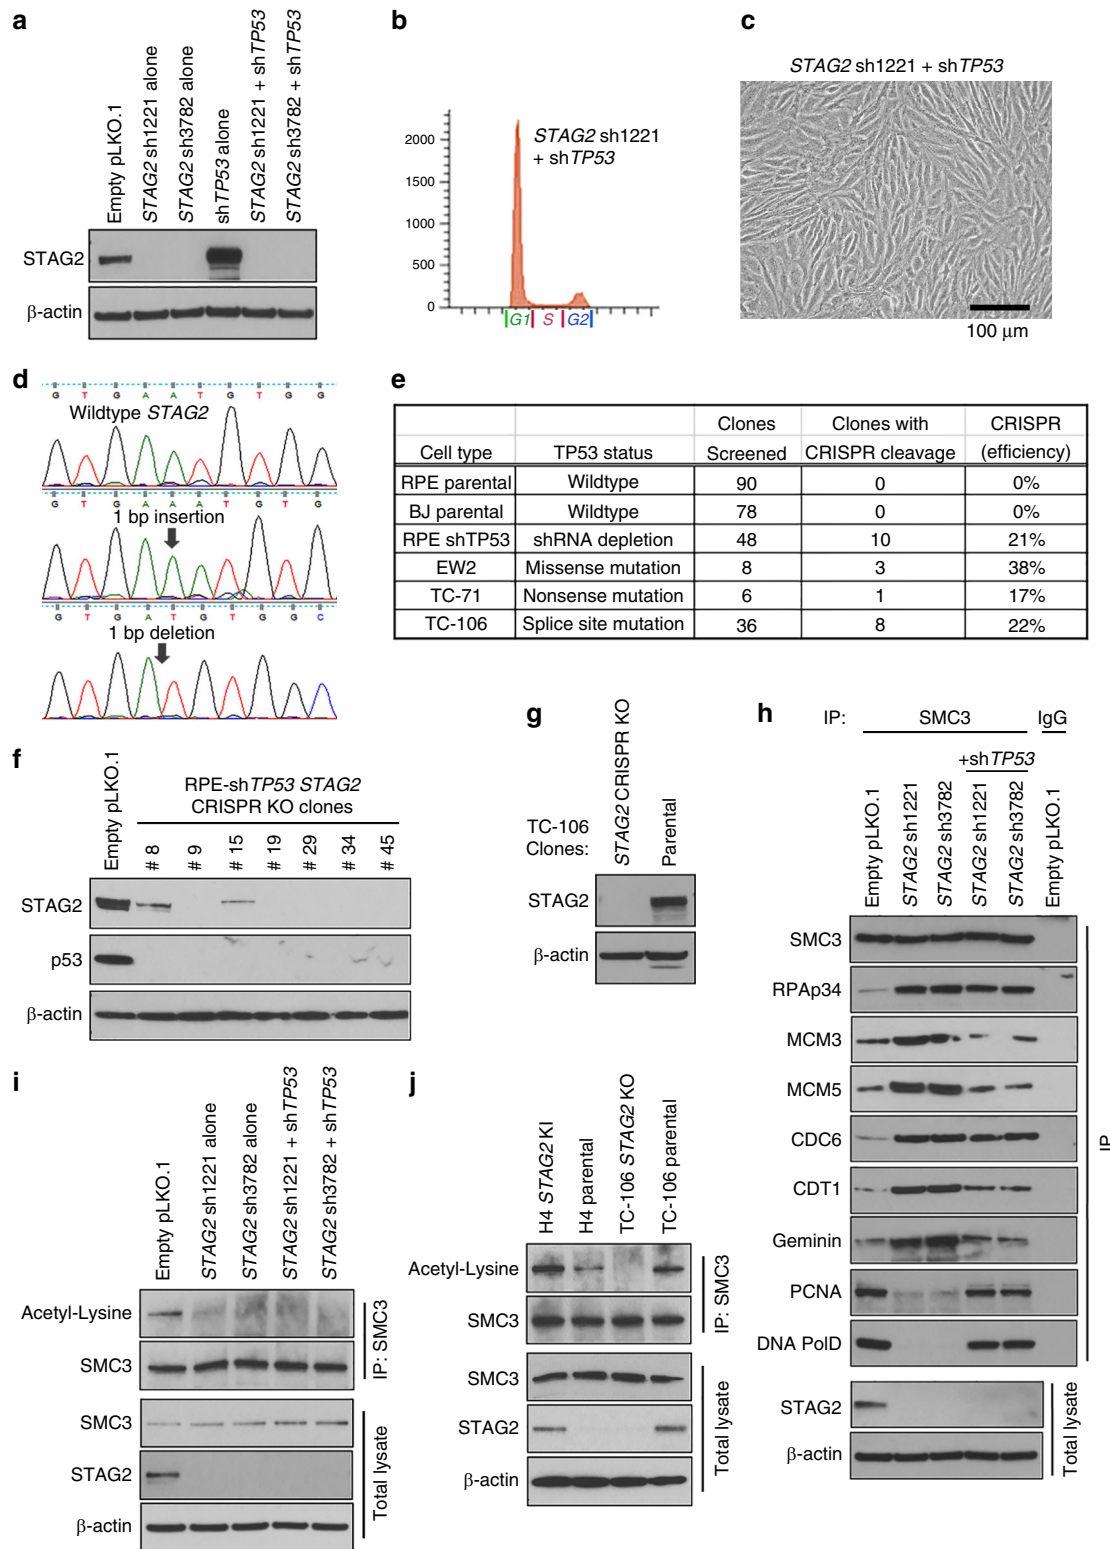 a
Empty pLKO.1
STAG2 sh1221 alone
STAG2 sh3782 alone
shTP53 alone
STAG2 sh1221 + shTP53
STAG2 sh3782 + shTP53
STAG2
β-actin
b
STAG2 sh1221
+ shTP53
2000
1500
1000
500
0
G1 S G2
c
STAG2 sh1221 + shTP53
100 μm
d
G T G A A T G T G G
Wildtype STAG2
G T G A A A T G T G
1 bp insertion
G T G A T G T G G C
1 bp deletion
e
Clones Clones with CRISPR
Cell type TP53 status Screened CRISPR cleavage (efficiency)
RPE parental Wildtype 90 0 0%
BJ parental Wildtype 78 0 0%
RPE shTP53 shRNA depletion 48 10 21%
EW2 Missense mutation 8 3 38%
TC-71 Nonsense mutation 6 1 17%
TC-106 Splice site mutation 36 8 22%
f
Empty pLKO.1
RPE-shTP53 STAG2
CRISPR KO clones
# 8
# 9
# 15
# 19
# 29
# 34
# 45
STAG2
p53
β-actin
g
TC-106
Clones:
STAG2 CRISPR KO
Parental
STAG2
β-actin
h
IP: SMC3 IgG
+shTP53
Empty pLKO.1
STAG2 sh1221
STAG2 sh3782
STAG2 sh1221
STAG2 sh3782
Empty pLKO.1
SMC3
RPAp34
MCM3
MCM5
CDC6
CDT1
Geminin
PCNA
DNA PolD
IP
STAG2
β-actin
Total lysate
i
Empty pLKO.1
STAG2 sh1221 alone
STAG2 sh3782 alone
STAG2 sh1221 + shTP53
STAG2 sh3782 + shTP53
Acetyl-Lysine
SMC3
IP: SMC3
SMC3
STAG2
β-actin
Total lysate
j
H4 STAG2 KI
H4 parental
TC-106 STAG2 KO
TC-106 parental
Acetyl-Lysine
SMC3
IP: SMC3
SMC3
STAG2
β-actin
Total lysate